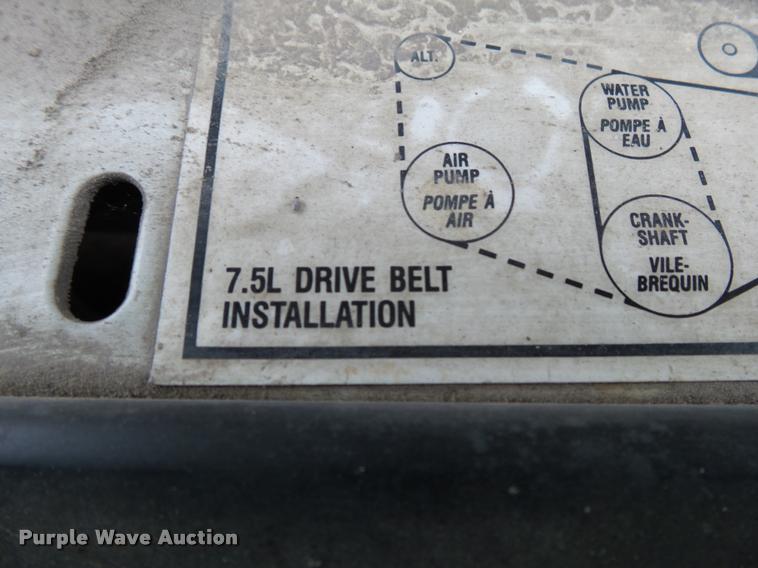 ALT.
WATER
PUMP
POMPE À
EAU
AIR
PUMP
POMPE À
AIR
CRANK-
SHAFT
VILE-
BREQUIN
7.5L DRIVE BELT
INSTALLATION
Purple Wave Auction